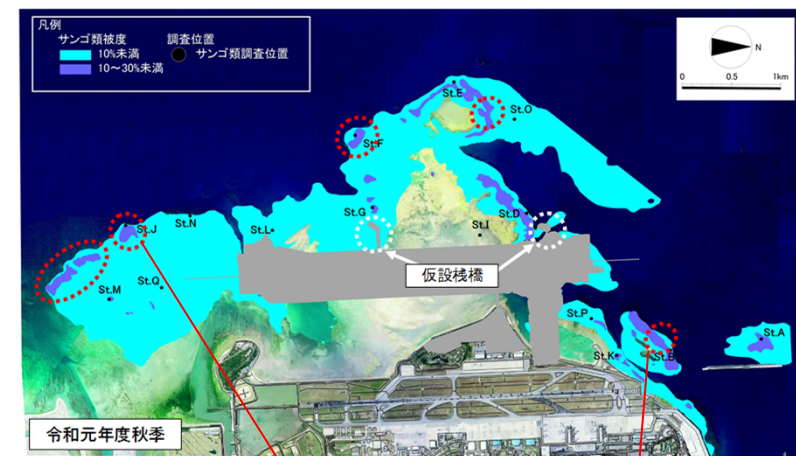 凡例
サンゴ類被度
調査位置
10%未満
サンゴ類調査位置
10～30%未満
N
0 0.5 1km
St.E
St.O
St.F
St.G
St.D
St.J
St.N
St.L
St.I
仮設桟橋
St.M
St.Q
St.P
St.A
St.K
St.B
令和元年度秋季